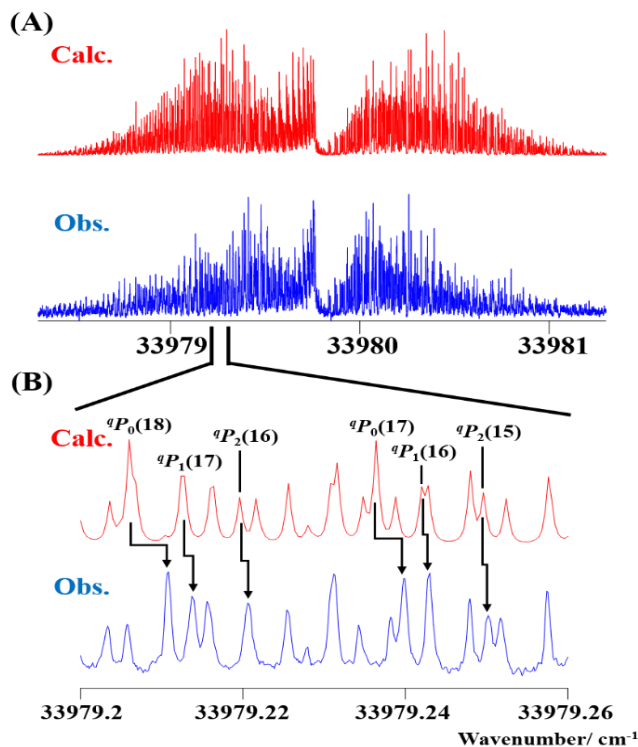 (A)
Calc.
Obs.
33979 33980 33981
(B)
Calc.
qP0(18) qP1(17) qP2(16) qP0(17) qP1(16) qP2(15)
Obs.
33979.2 33979.22 33979.24 33979.26
Wavenumber/ cm-1